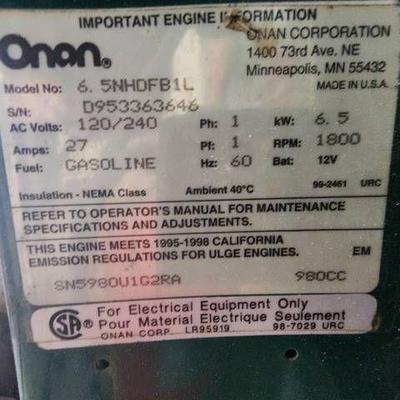 IMPORTANT ENGINE INFORMATION
Onan®
ONAN CORPORATION
1400 73rd Ave. NE
Minneapolis, MN 55432
Model No: 6.5NHDFB1L
MADE IN U.S.A.
S/N: D953363646
AC Volts: 120/240 Ph: 1 kW: 6.5
Amps: 27 Pf: 1 RPM: 1800
Fuel: GASOLINE Hz: 60 Bat: 12V
Insulation - NEMA Class Ambient 40°C 99-2461 URC
REFER TO OPERATOR'S MANUAL FOR MAINTENANCE
SPECIFICATIONS AND ADJUSTMENTS.
THIS ENGINE MEETS 1995-1998 CALIFORNIA
EMISSION REGULATIONS FOR ULGE ENGINES. EM
SN5980U1G2RA 980CC
SA® For Electrical Equipment Only
Pour Material Electrique Seulement
ONAN CORP. LR95919 98-7029 URC